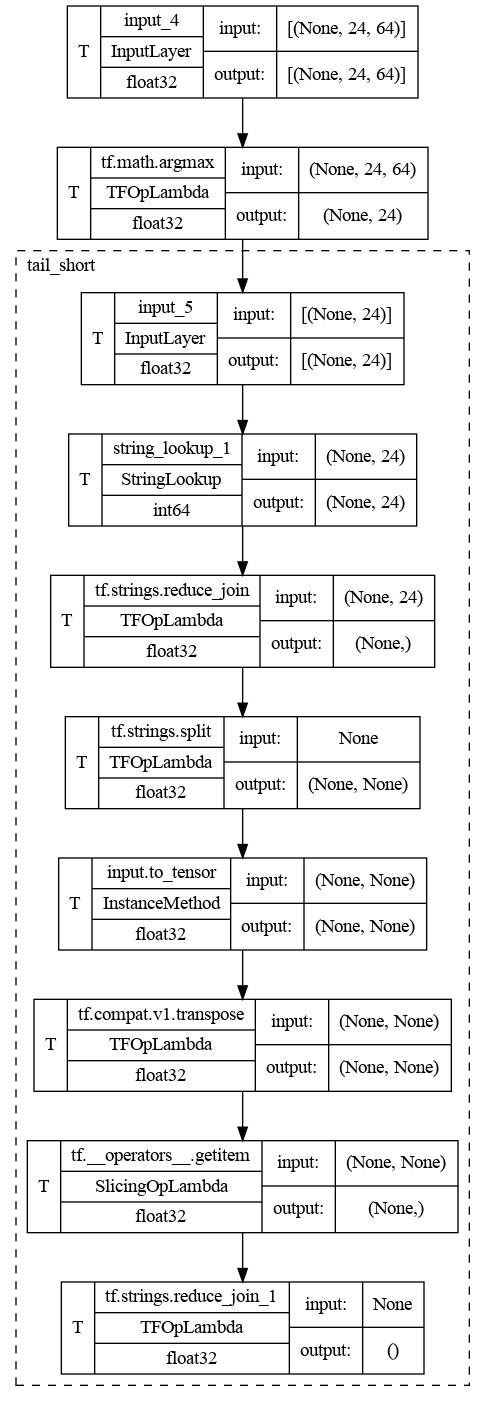 T input_4 InputLayer float32 input: [(None, 24, 64)] output: [(None, 24, 64)]
T tf.math.argmax TFOpLambda float32 input: (None, 24, 64) output: (None, 24)
tail_short
T input_5 InputLayer float32 input: [(None, 24)] output: [(None, 24)]
T string_lookup_1 StringLookup int64 input: (None, 24) output: (None, 24)
T tf.strings.reduce_join TFOpLambda float32 input: (None, 24) output: (None,)
T tf.strings.split TFOpLambda float32 input: None output: (None, None)
T input.to_tensor InstanceMethod float32 input: (None, None) output: (None, None)
T tf.compat.v1.transpose TFOpLambda float32 input: (None, None) output: (None, None)
T tf.__operators__.getitem SlicingOpLambda float32 input: (None, None) output: (None,)
T tf.strings.reduce_join_1 TFOpLambda float32 input: None output: ()